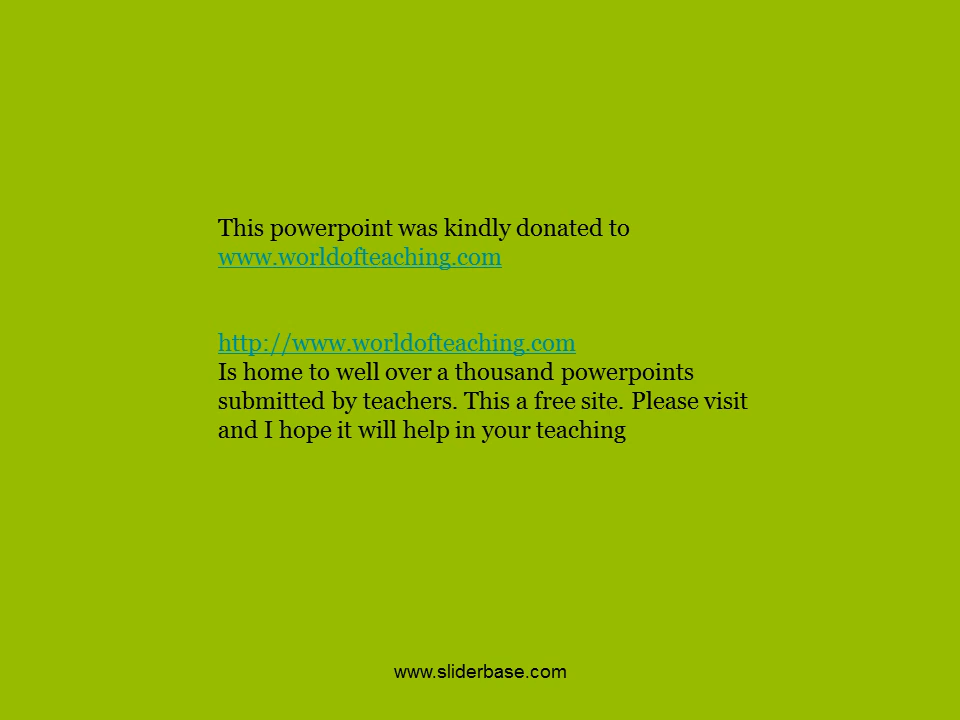 This powerpoint was kindly donated to
www.worldofteaching.com
http://www.worldofteaching.com
Is home to well over a thousand powerpoints
submitted by teachers. This a free site. Please visit
and I hope it will help in your teaching
www.sliderbase.com